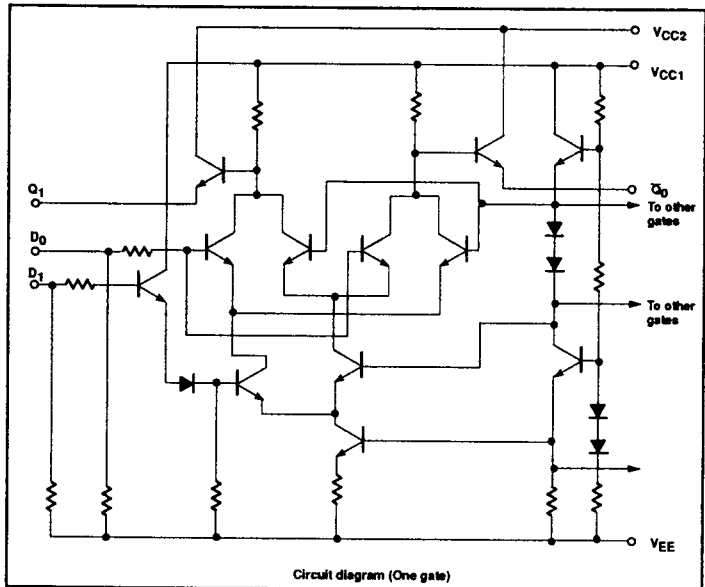 VCC2
VCC1
Q1
Q̅0
To other
gates
D0
D1
To other
gates
VEE
Circuit diagram (One gate)